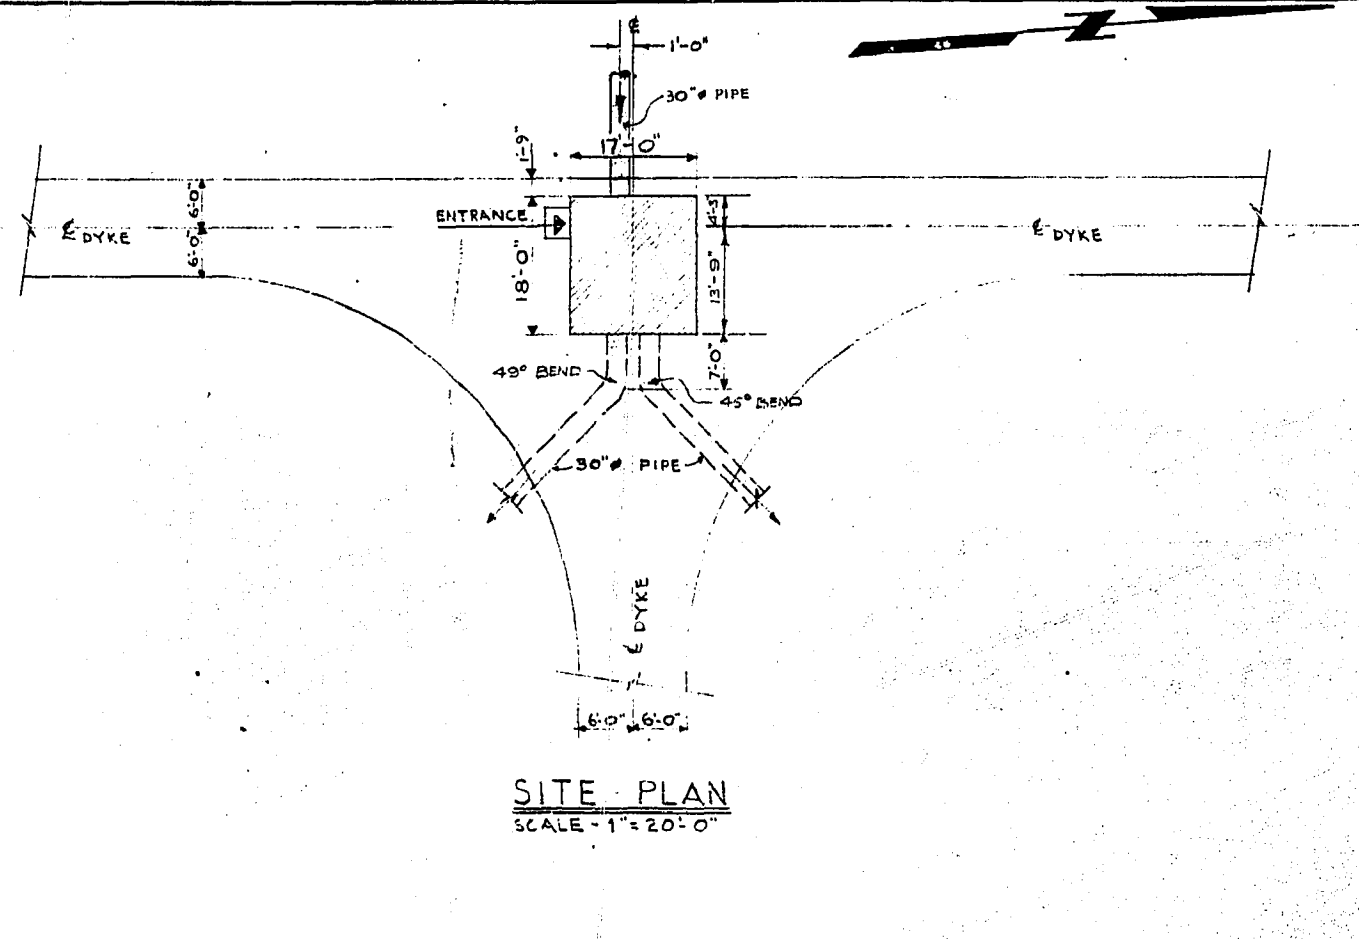 ℄
1'-0"
30"ø PIPE
1'-9"
17'-0"
6'-0"
6'-0"
℄ DYKE
ENTRANCE
18'-0"
4'-3"
13'-9"
℄ DYKE
7'-0"
49° BEND
45° BEND
30"ø PIPE
℄ DYKE
6'-0" 6'-0"
SITE PLAN
SCALE - 1" = 20'-0"